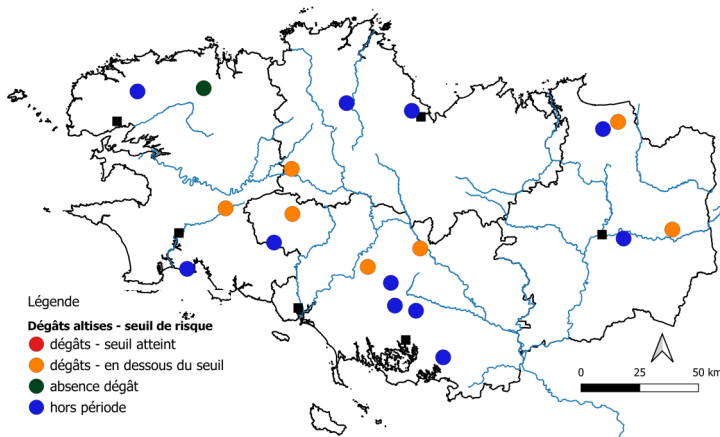 Légende
Dégâts altises - seuil de risque
dégâts - seuil atteint
dégâts - en dessous du seuil
absence dégât
hors période
0 25 50 km